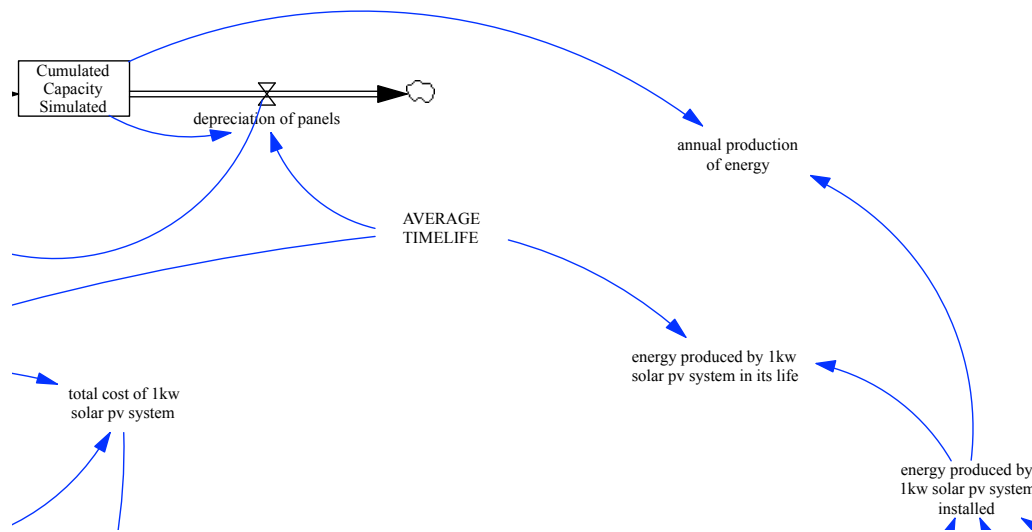 Cumulated
Capacity
Simulated
depreciation of panels
annual production
of energy
AVERAGE
TIMELIFE
energy produced by 1kw
solar pv system in its life
total cost of 1kw
solar pv system
energy produced by
1kw solar pv system
installed